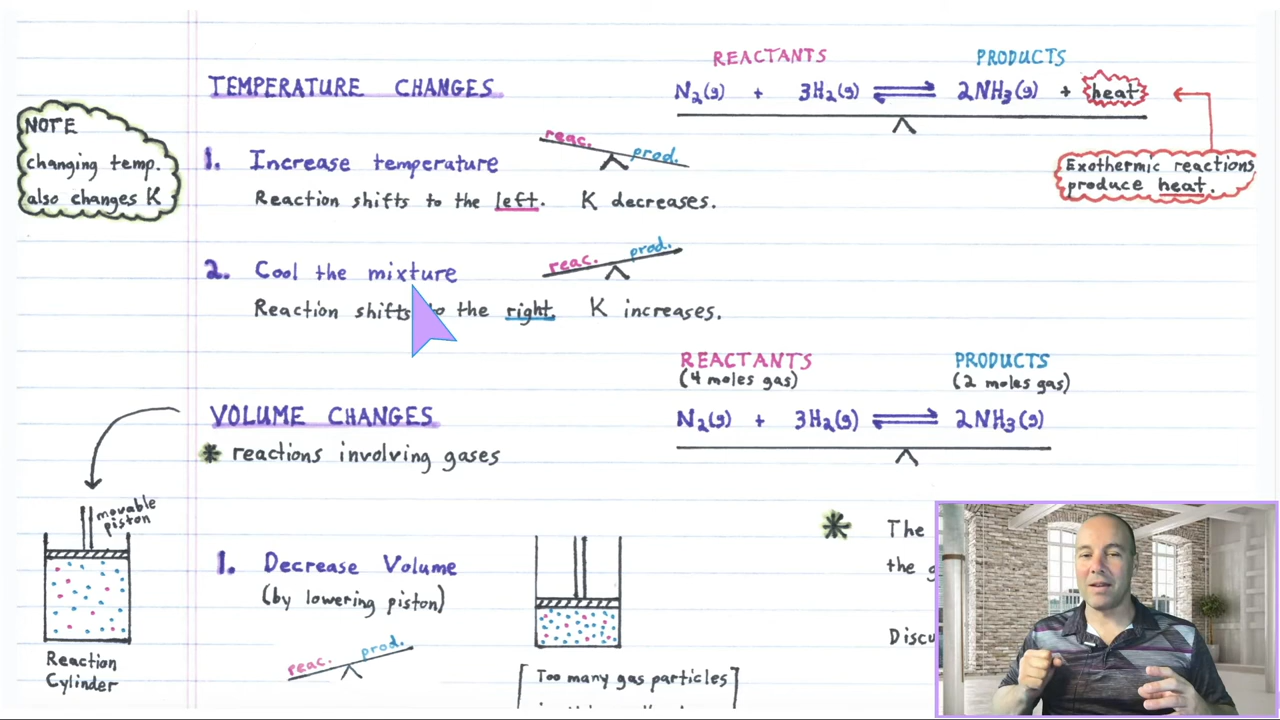 REACTANTS PRODUCTS
TEMPERATURE CHANGES
N₂(g) + 3H₂(g) ⇌ 2NH₃(g) + heat
NOTE
changing temp.
also changes K
Exothermic reactions
produce heat.
1. Increase temperature
reac. prod.
Reaction shifts to the left. K decreases.
2. Cool the mixture
reac. prod.
Reaction shifts to the right. K increases.
REACTANTS PRODUCTS
(4 moles gas) (2 moles gas)
VOLUME CHANGES
N₂(g) + 3H₂(g) ⇌ 2NH₃(g)
* reactions involving gases
movable
piston
Reaction
Cylinder
1. Decrease Volume
(by lowering piston)
reac. prod.
Too many gas particles
* The
the